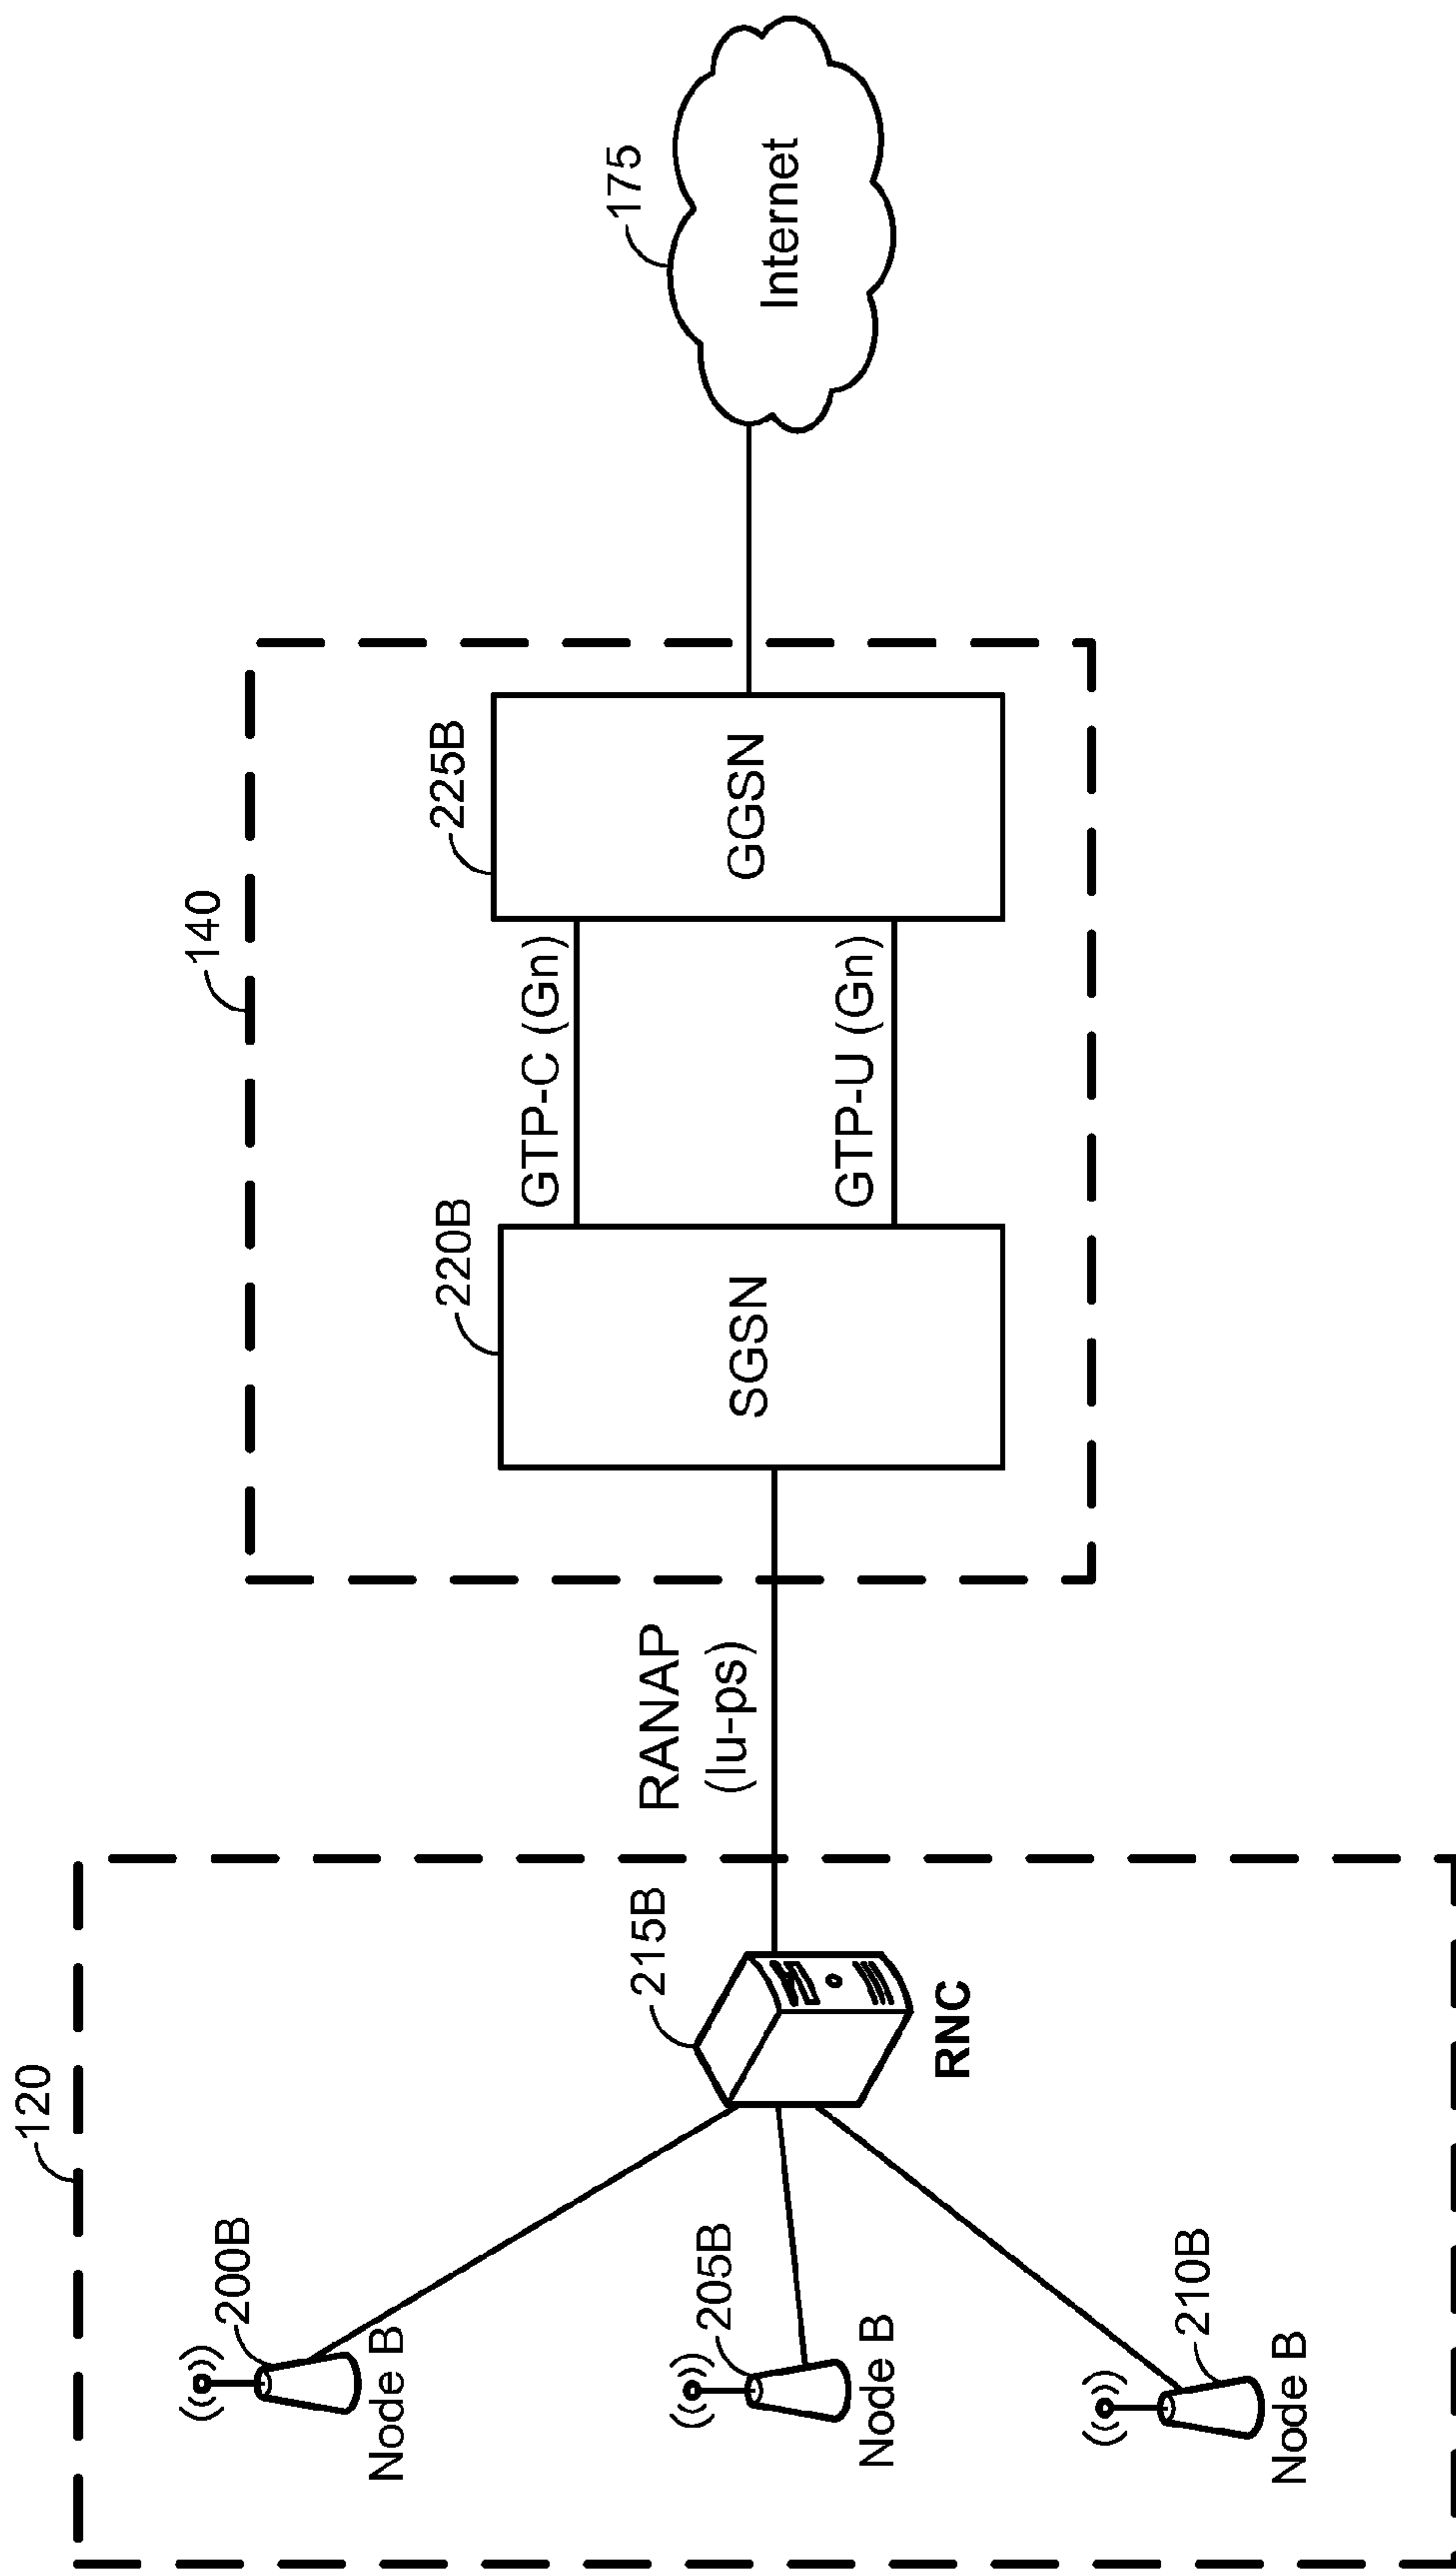 120
200B
Node B
205B
Node B
210B
Node B
215B
RNC
RANAP
(Iu-ps)
140
220B
SGSN
GTP-C (Gn)
GTP-U (Gn)
225B
GGSN
175
Internet